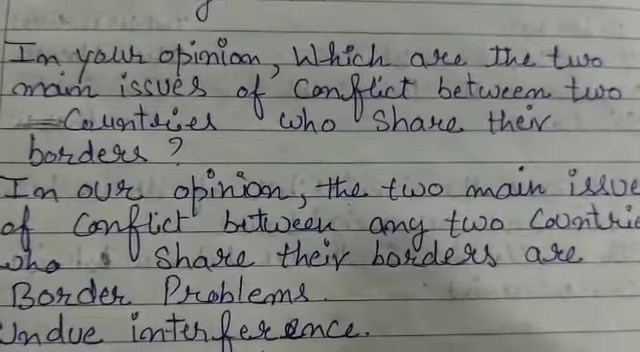 In your opinion, Which are the two
main issues of conflict between two
Countries who share their
borders ?
In our opinion, the two main issue
of conflict between any two Countrie
who share their borders are
Border Problems.
Undue interference.